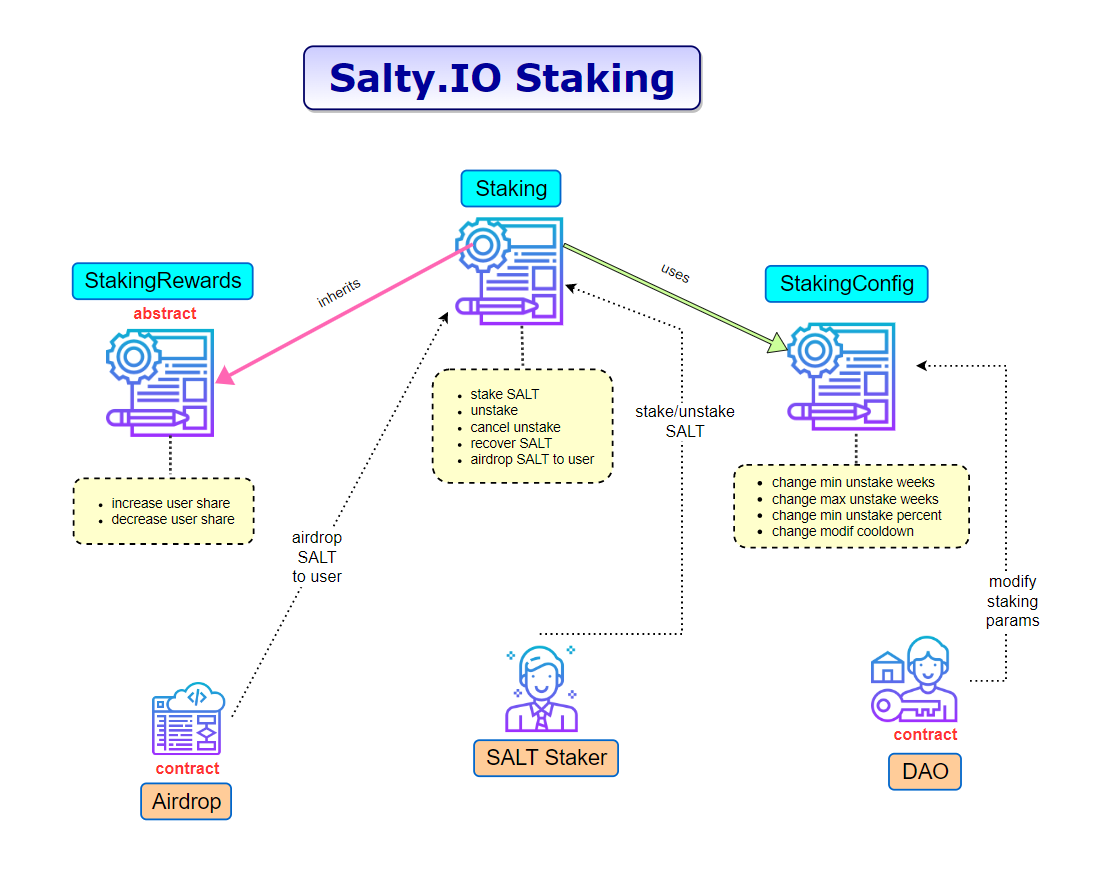 Salty.IO Staking
Staking
StakingRewards
abstract
inherits
uses
StakingConfig
• stake SALT
• unstake
• cancel unstake
• recover SALT
• airdrop SALT to user
stake/unstake
SALT
• increase user share
• decrease user share
• change min unstake weeks
• change max unstake weeks
• change min unstake percent
• change modif cooldown
airdrop
SALT
to user
modify
staking
params
</>
contract
Airdrop
SALT Staker
contract
DAO